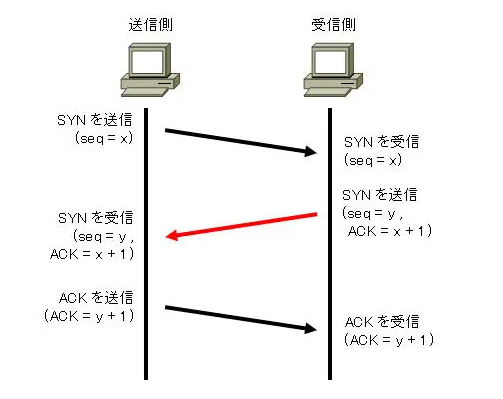 送信側
受信側
SYN を送信
(seq = x)
SYN を受信
(seq = x)
SYN を送信
(seq = y ,
ACK = x + 1)
SYN を受信
(seq = y ,
ACK = x + 1)
ACK を送信
(ACK = y + 1)
ACK を受信
(ACK = y + 1)